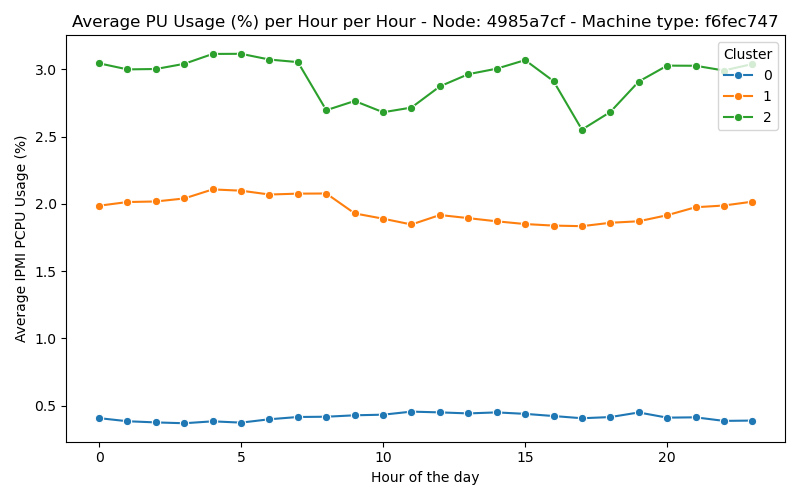 Average PU Usage (%) per Hour per Hour - Node: 4985a7cf - Machine type: f6fec747
Cluster
0
1
2
3.0
2.5
2.0
1.5
1.0
0.5
Average IPMI PCPU Usage (%)
0 5 10 15 20
Hour of the day